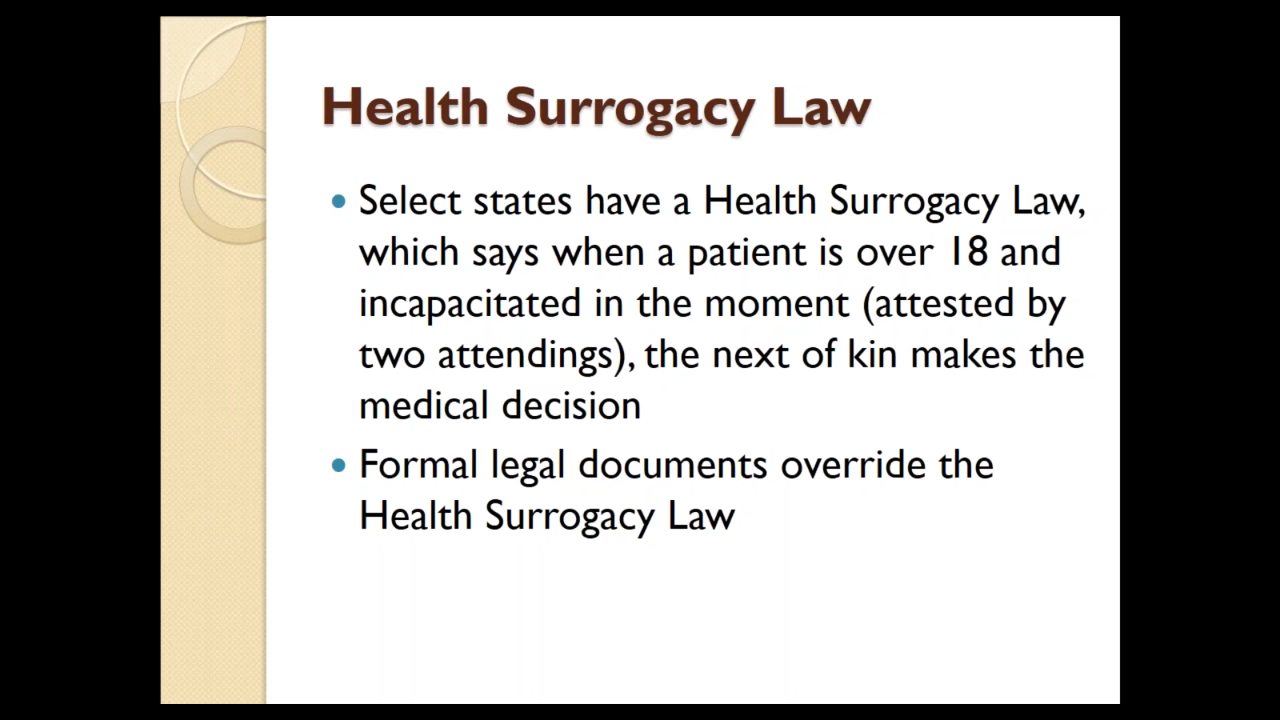 Health Surrogacy Law
• Select states have a Health Surrogacy Law,
which says when a patient is over 18 and
incapacitated in the moment (attested by
two attendings), the next of kin makes the
medical decision
• Formal legal documents override the
Health Surrogacy Law